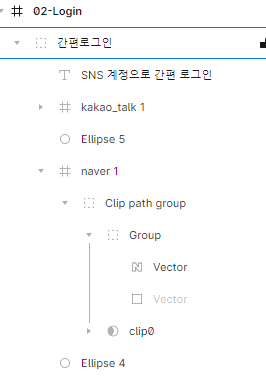 02-Login
간편로그인
SNS 계정으로 간편 로그인
kakao_talk 1
Ellipse 5
naver 1
Clip path group
Group
Vector
Vector
clip0
Ellipse 4